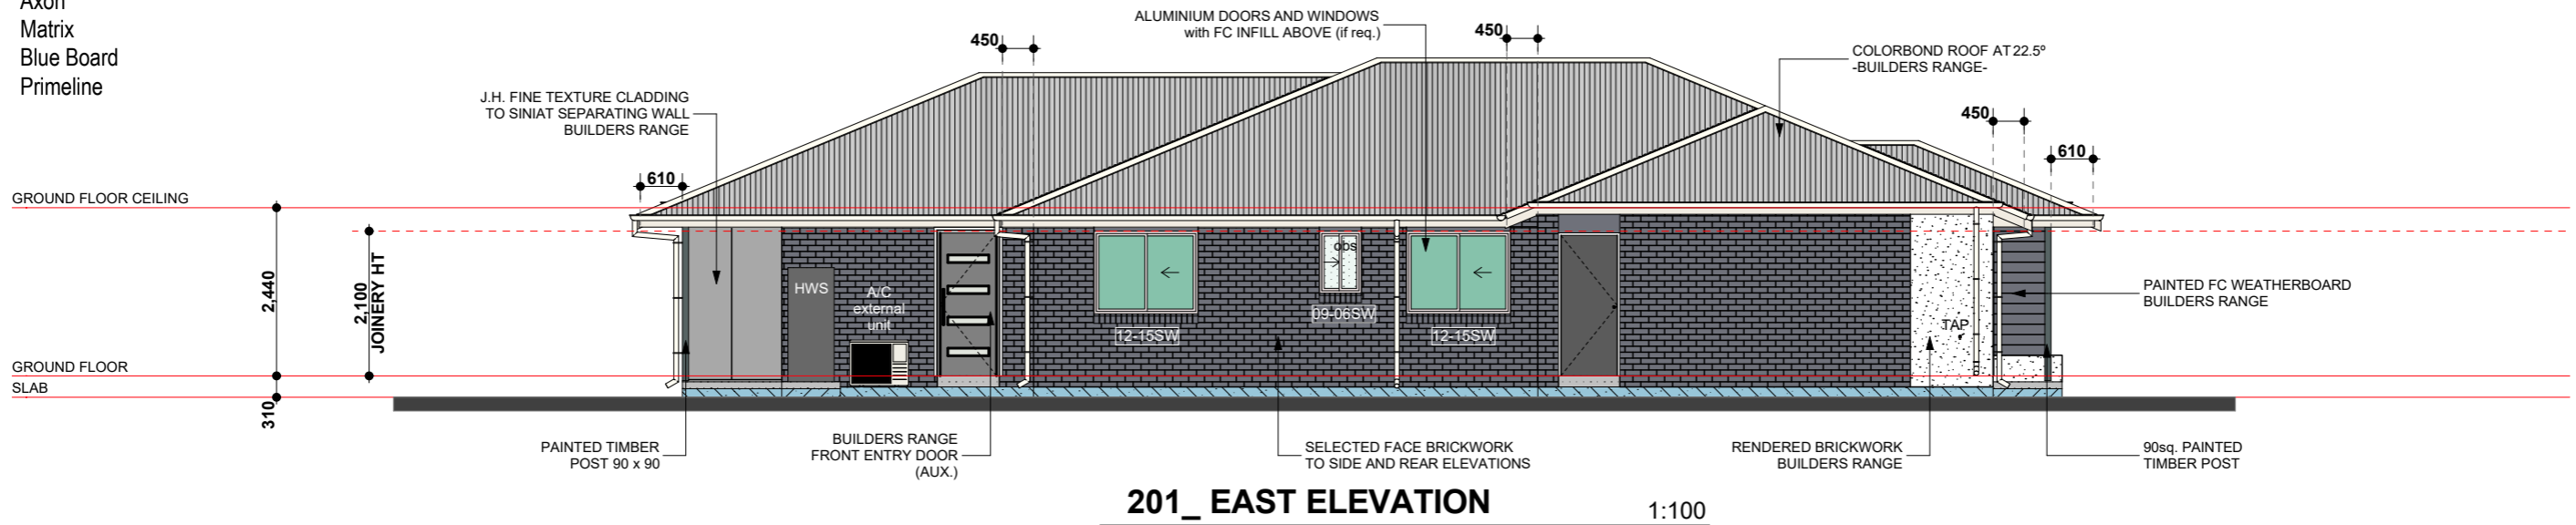 Axon
Matrix
Blue Board
Primeline
J.H. FINE TEXTURE CLADDING
TO SINIAT SEPARATING WALL
BUILDERS RANGE
450
ALUMINIUM DOORS AND WINDOWS
with FC INFILL ABOVE (if req.)
450
COLORBOND ROOF AT 22.5º
-BUILDERS RANGE-
450
610
610
GROUND FLOOR CEILING
2,440
2,100
JOINERY HT
GROUND FLOOR
SLAB
310
HWS
A/C
external
unit
12-15SW
obs
09-06SW
12-15SW
TAP
PAINTED FC WEATHERBOARD
BUILDERS RANGE
PAINTED TIMBER
POST 90 x 90
BUILDERS RANGE
FRONT ENTRY DOOR
(AUX.)
SELECTED FACE BRICKWORK
TO SIDE AND REAR ELEVATIONS
RENDERED BRICKWORK
BUILDERS RANGE
90sq. PAINTED
TIMBER POST
201_ EAST ELEVATION
1:100